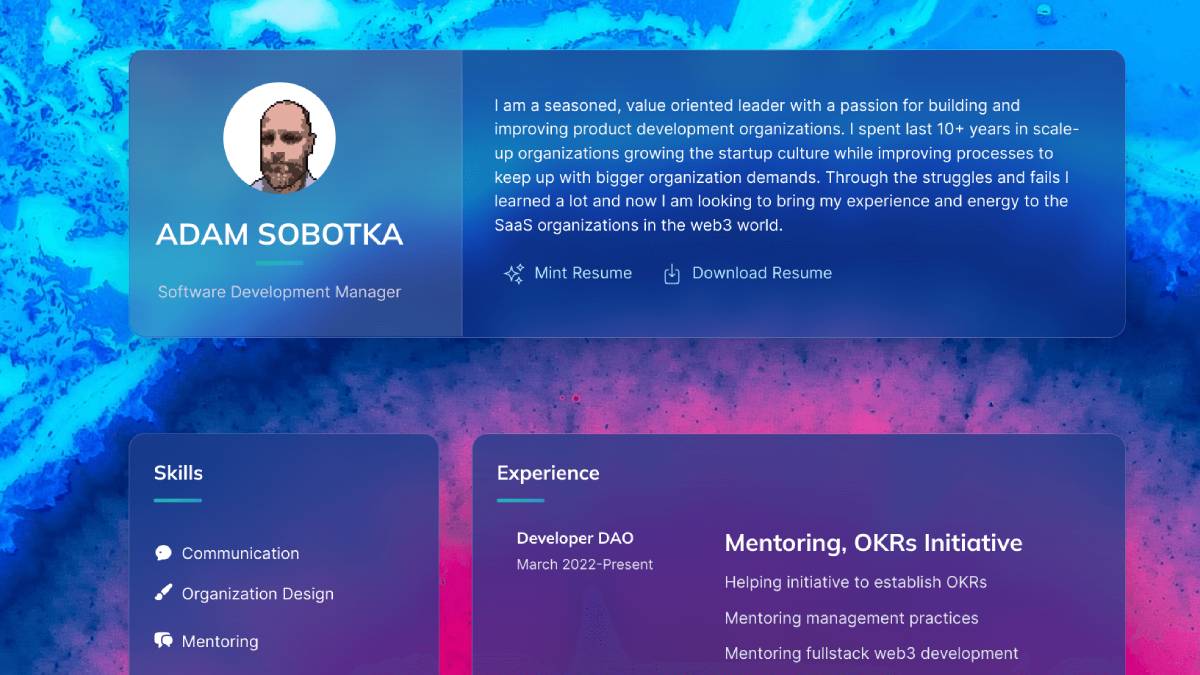 ADAM SOBOTKA
Software Development Manager
I am a seasoned, value oriented leader with a passion for building and
improving product development organizations. I spent last 10+ years in scale-
up organizations growing the startup culture while improving processes to
keep up with bigger organization demands. Through the struggles and fails I
learned a lot and now I am looking to bring my experience and energy to the
SaaS organizations in the web3 world.
Mint Resume
Download Resume
Skills
Communication
Organization Design
Mentoring
Experience
Developer DAO
March 2022-Present
Mentoring, OKRs Initiative
Helping initiative to establish OKRs
Mentoring management practices
Mentoring fullstack web3 development